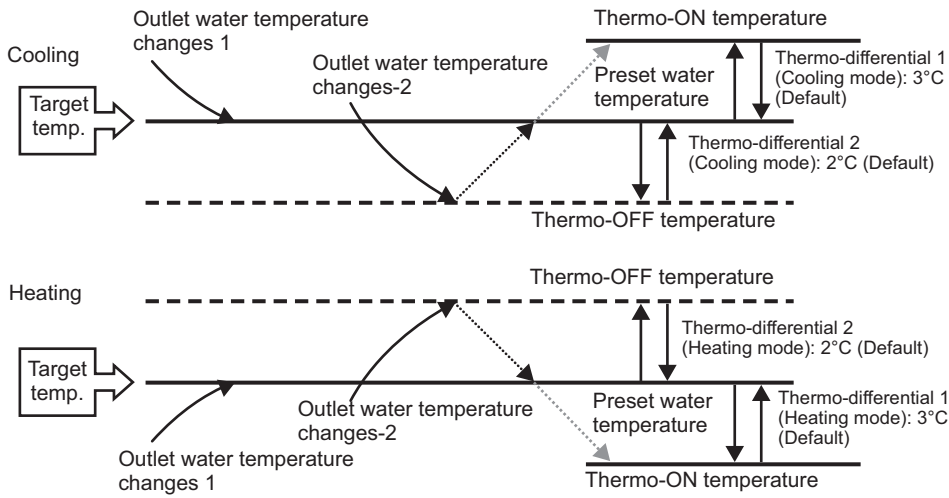 Outlet water temperature
changes 1
Thermo-ON temperature
Cooling
Outlet water temperature
changes-2
Preset water
temperature
Thermo-differential 1
(Cooling mode): 3°C
(Default)
Target
temp.
Thermo-differential 2
(Cooling mode): 2°C (Default)
Thermo-OFF temperature
Thermo-OFF temperature
Heating
Thermo-differential 2
(Heating mode): 2°C (Default)
Target
temp.
Outlet water temperature
changes-2
Preset water
temperature
Thermo-differential 1
(Heating mode): 3°C
(Default)
Outlet water temperature
changes 1
Thermo-ON temperature